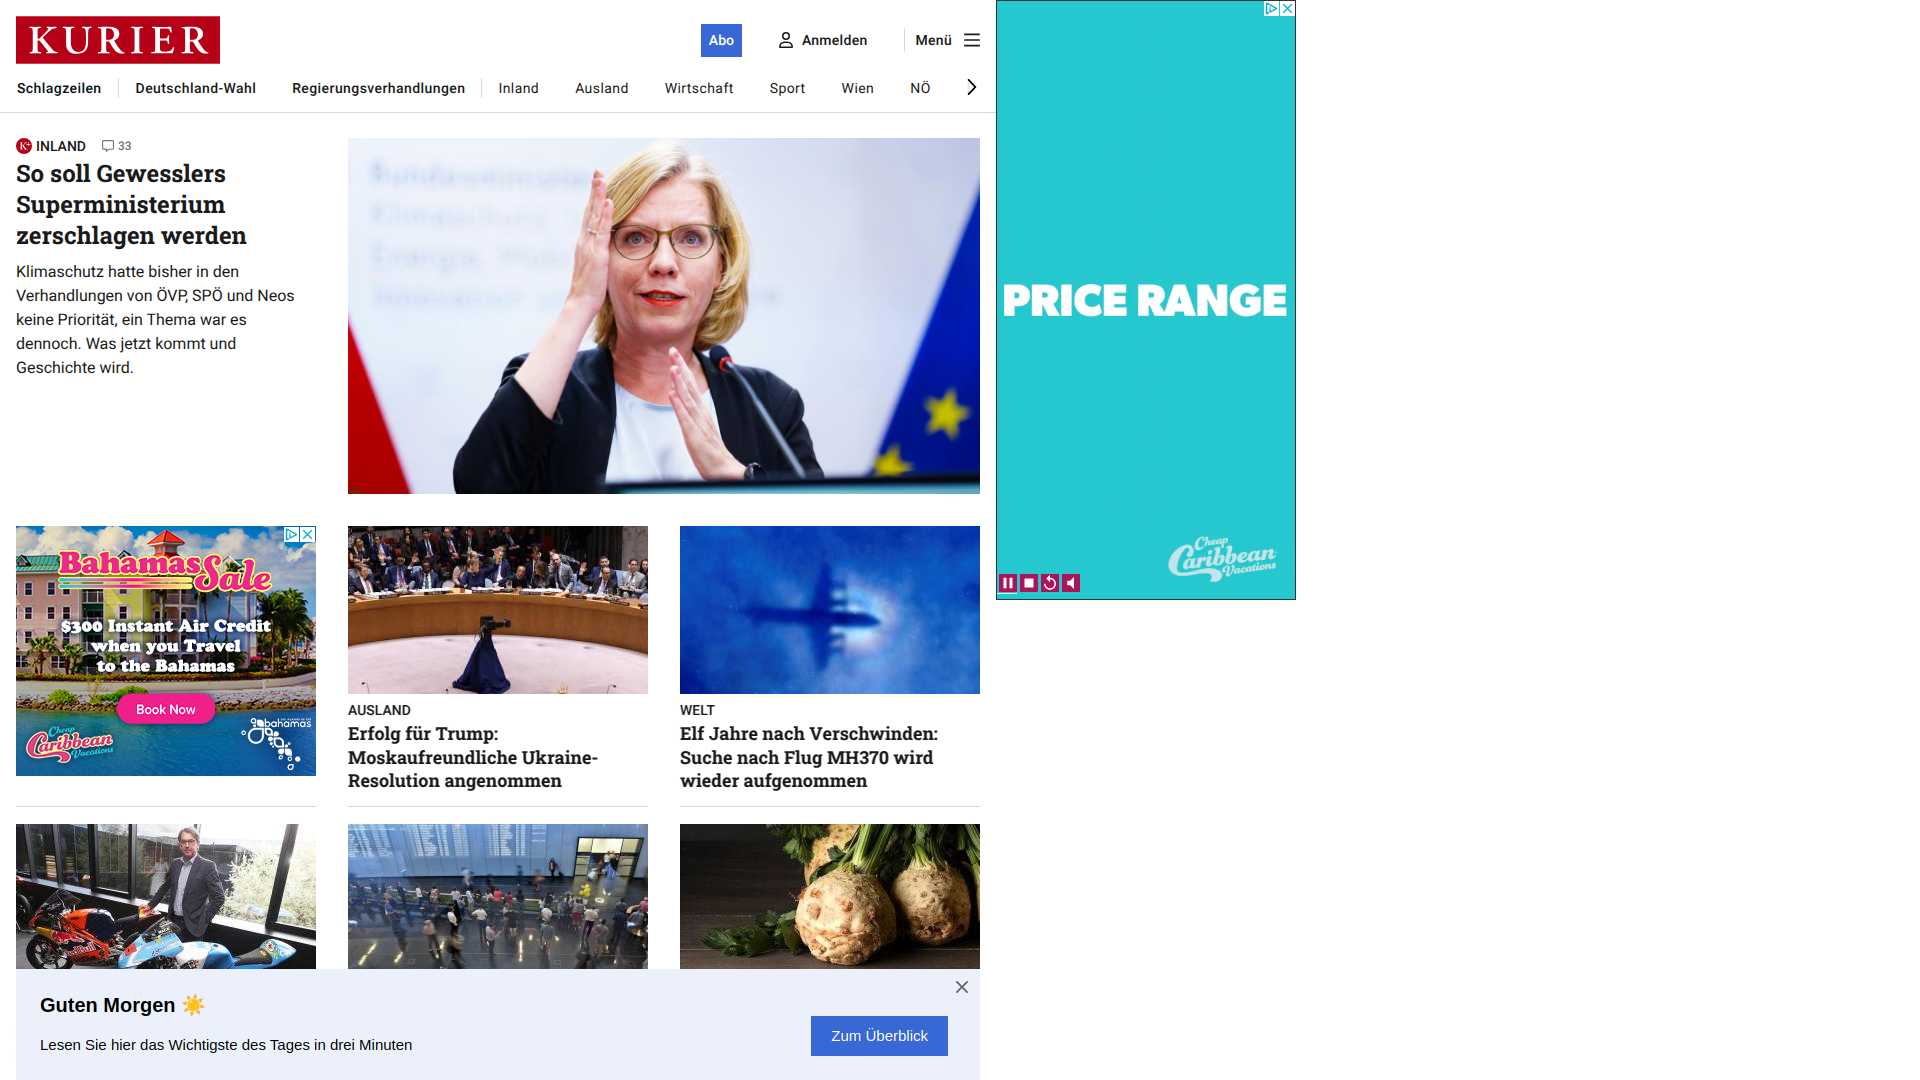 KURIER
Abo
Anmelden
Menü
Schlagzeilen
Deutschland-Wahl
Regierungsverhandlungen
Inland
Ausland
Wirtschaft
Sport
Wien
NÖ
INLAND
33
So soll Gewesslers
Superministerium
zerschlagen werden
Klimaschutz hatte bisher in den
Verhandlungen von ÖVP, SPÖ und Neos
keine Priorität, ein Thema war es
dennoch. Was jetzt kommt und
Geschichte wird.
PRICE RANGE
Cheap
Caribbean
Vacations
Bahamas Sale
$300 Instant Air Credit
when you Travel
to the Bahamas
Book Now
Cheap
Caribbean
Vacations
bahamas
AUSLAND
Erfolg für Trump:
Moskaufreundliche Ukraine-
Resolution angenommen
WELT
Elf Jahre nach Verschwinden:
Suche nach Flug MH370 wird
wieder aufgenommen
Guten Morgen
Lesen Sie hier das Wichtigste des Tages in drei Minuten
Zum Überblick